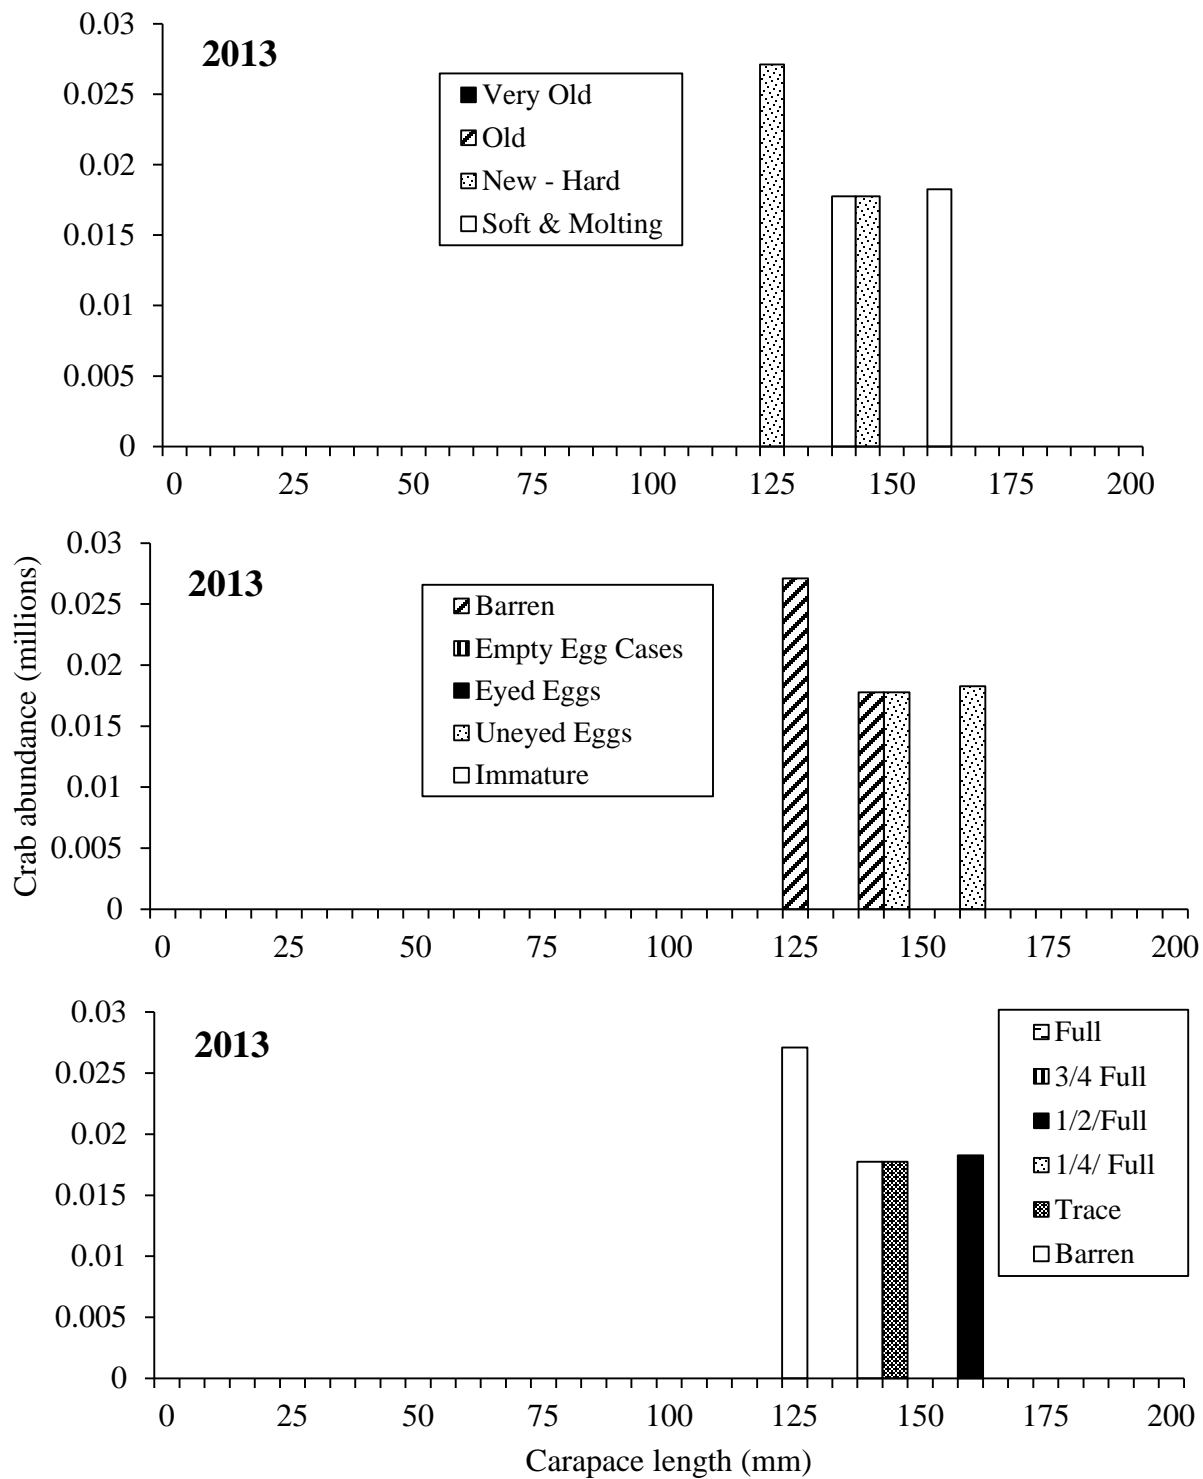 0.03
2013
0.025
Very Old
Old
0.02
New - Hard
Soft & Molting
0.015
0.01
0.005
0
0 25 50 75 100 125 150 175 200
Crab abundance (millions)
0.03
2013
0.025
Barren
Empty Egg Cases
0.02
Eyed Eggs
Uneyed Eggs
0.015
Immature
0.01
0.005
0
0 25 50 75 100 125 150 175 200
0.03
2013
Full
0.025
3/4 Full
1/2/Full
0.02
1/4/ Full
0.015
Trace
Barren
0.01
0.005
0
0 25 50 75 100 125 150 175 200
Carapace length (mm)